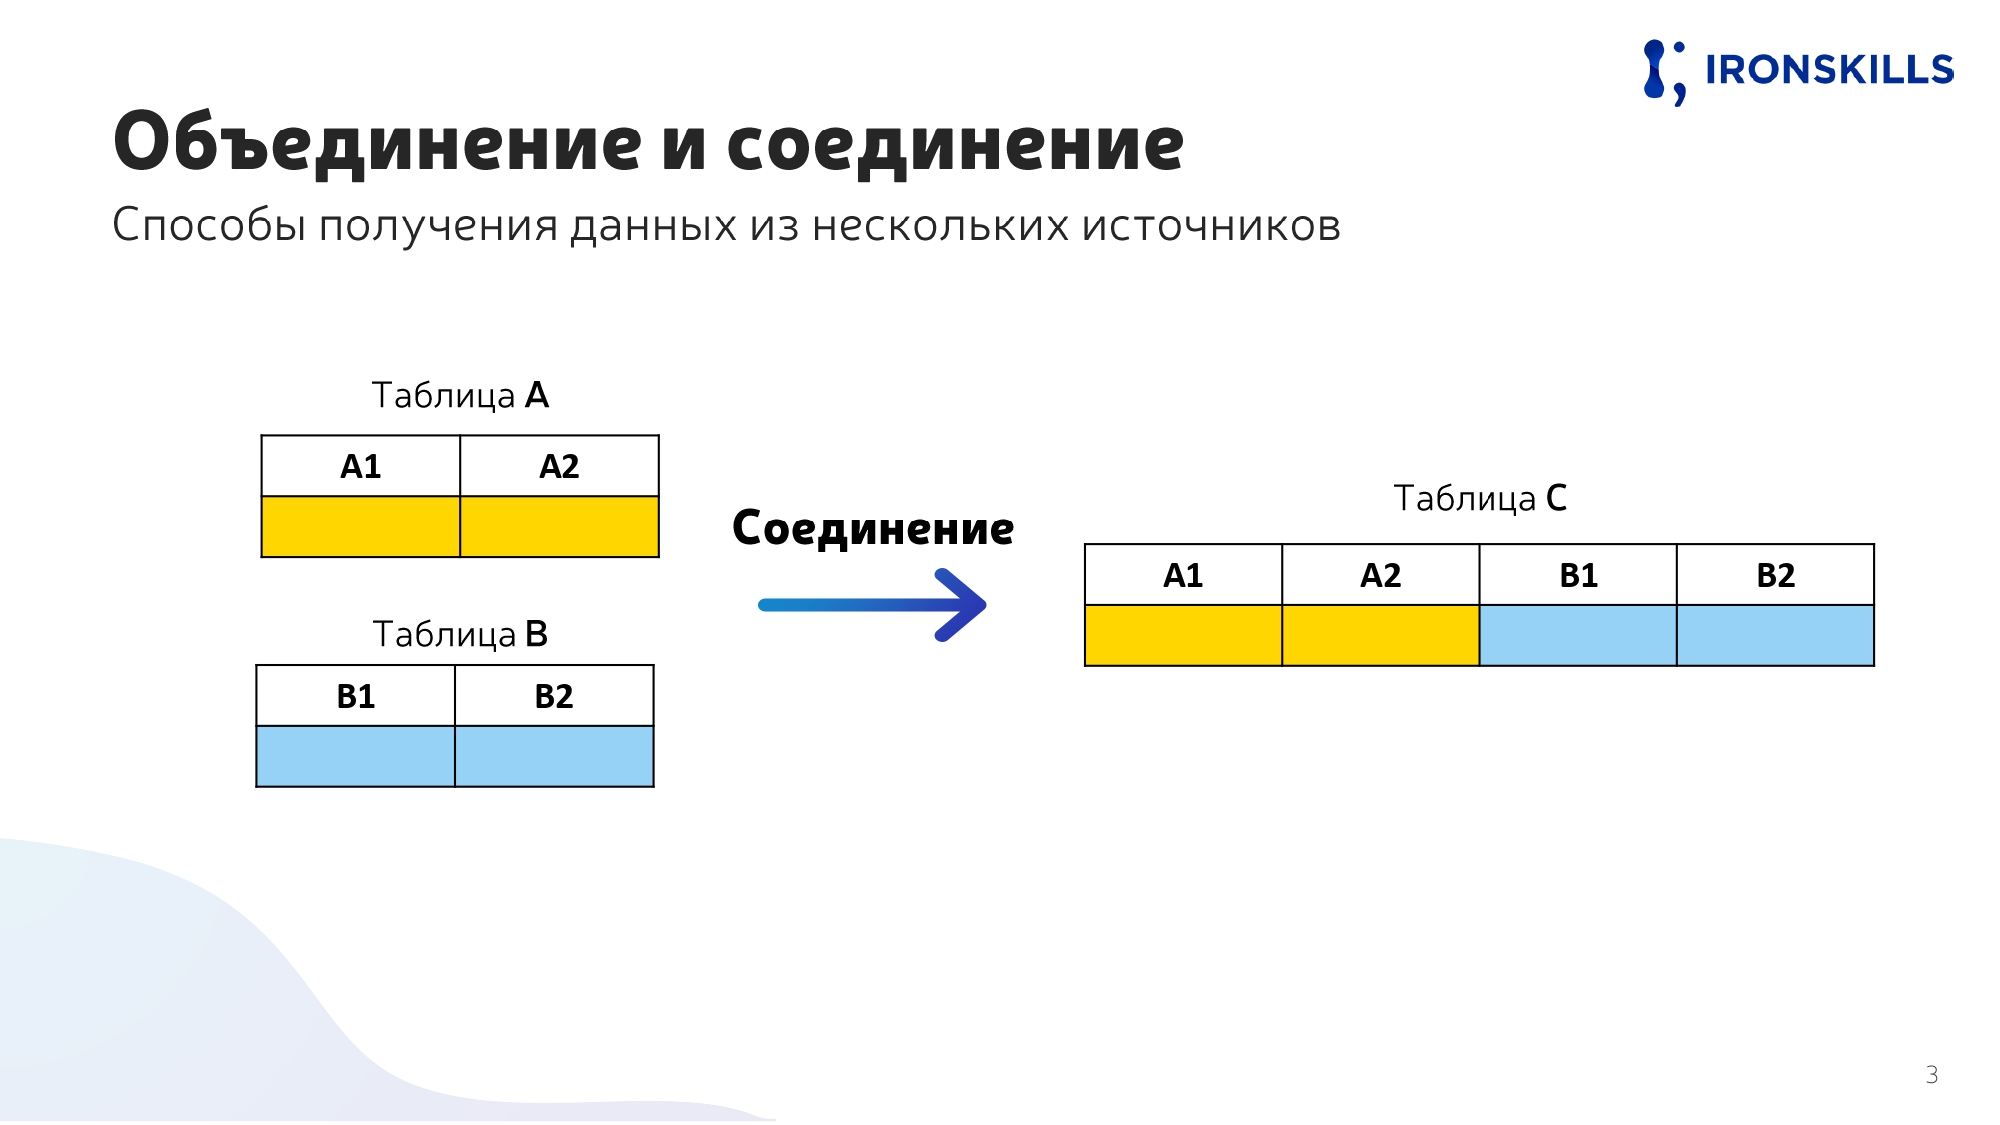 IRONSKILLS
Объединение и соединение
Способы получения данных из нескольких источников
Таблица A
A1 A2
Таблица B
B1 B2
Соединение
Таблица C
A1 A2 B1 B2
3